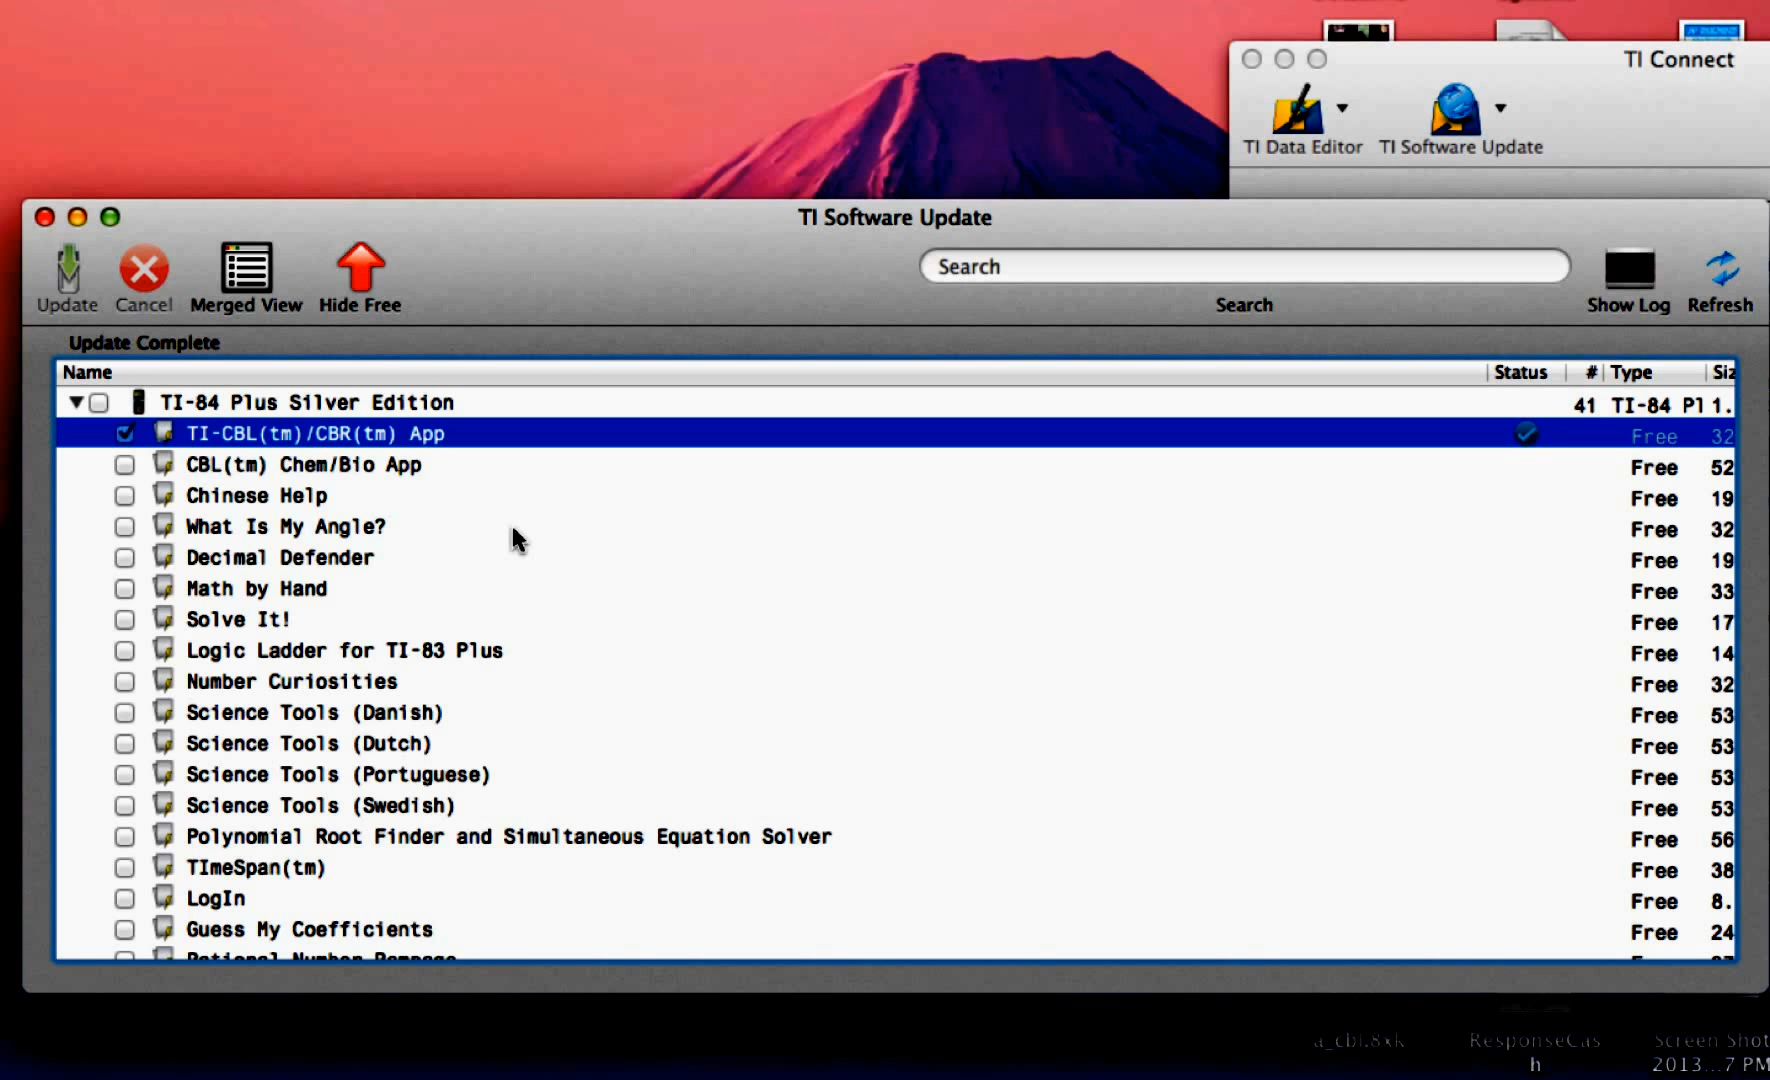 TI Connect
TI Data Editor TI Software Update
TI Software Update
Search
Update Cancel Merged View Hide Free Search Show Log Refresh
Update Complete
Name Status # Type Siz
TI-84 Plus Silver Edition 41 TI-84 Pl 1.
TI-CBL(tm)/CBR(tm) App Free 32
CBL(tm) Chem/Bio App Free 52
Chinese Help Free 19
What Is My Angle? Free 32
Decimal Defender Free 19
Math by Hand Free 33
Solve It! Free 17
Logic Ladder for TI-83 Plus Free 14
Number Curiosities Free 32
Science Tools (Danish) Free 53
Science Tools (Dutch) Free 53
Science Tools (Portuguese) Free 53
Science Tools (Swedish) Free 53
Polynomial Root Finder and Simultaneous Equation Solver Free 56
TImeSpan(tm) Free 38
LogIn Free 8.
Guess My Coefficients Free 24
Rational Number Rampage
a_cbl.8xk ResponseCas Screen Shot
h 2013...7 PM